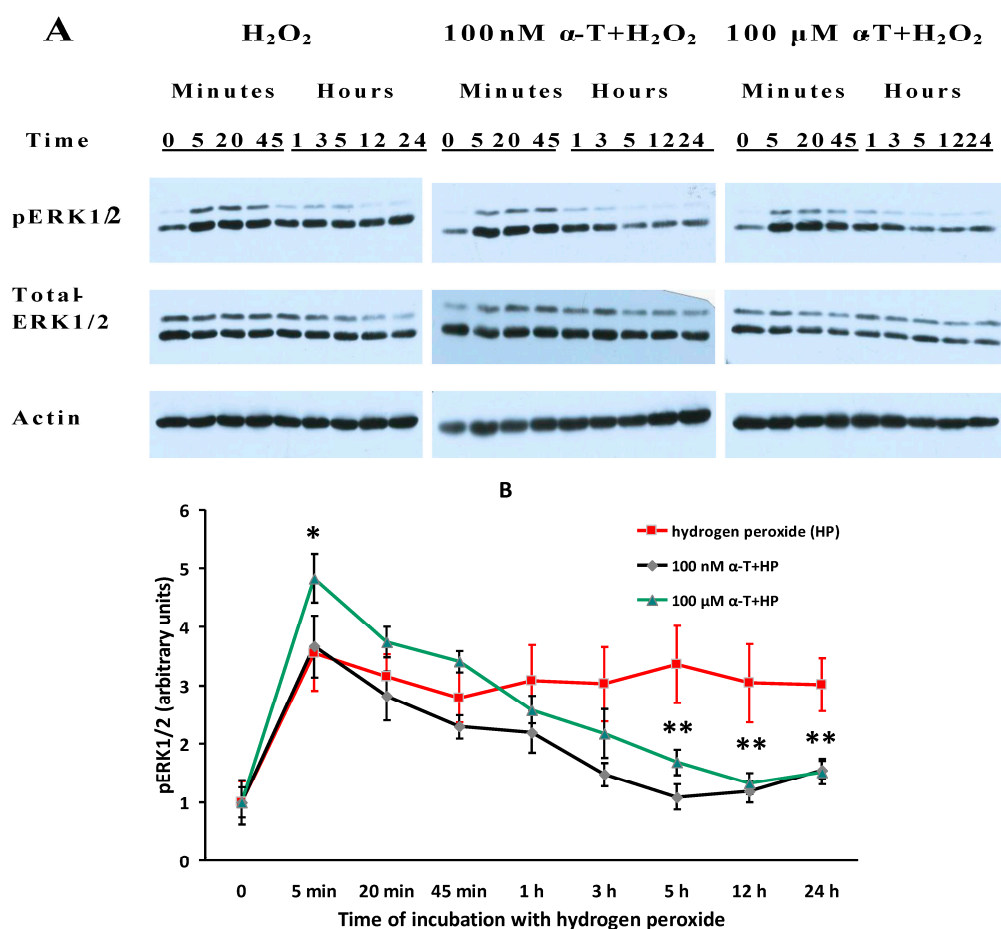 A
H₂O₂ 100 nM α-T+H₂O₂ 100 µM αT+H₂O₂
Minutes Hours Minutes Hours Minutes Hours
Time 0 5 20 45 1 3 5 12 24 0 5 20 45 1 3 5 12 24 0 5 20 45 1 3 5 12 24
pERK1/2
Total-
ERK1/2
Actin
B
pERK1/2 (arbitrary units)
6
5
4
3
2
1
0
*
**
**
**
hydrogen peroxide (HP)
100 nM α-T+HP
100 µM α-T+HP
0 5 min 20 min 45 min 1 h 3 h 5 h 12 h 24 h
Time of incubation with hydrogen peroxide